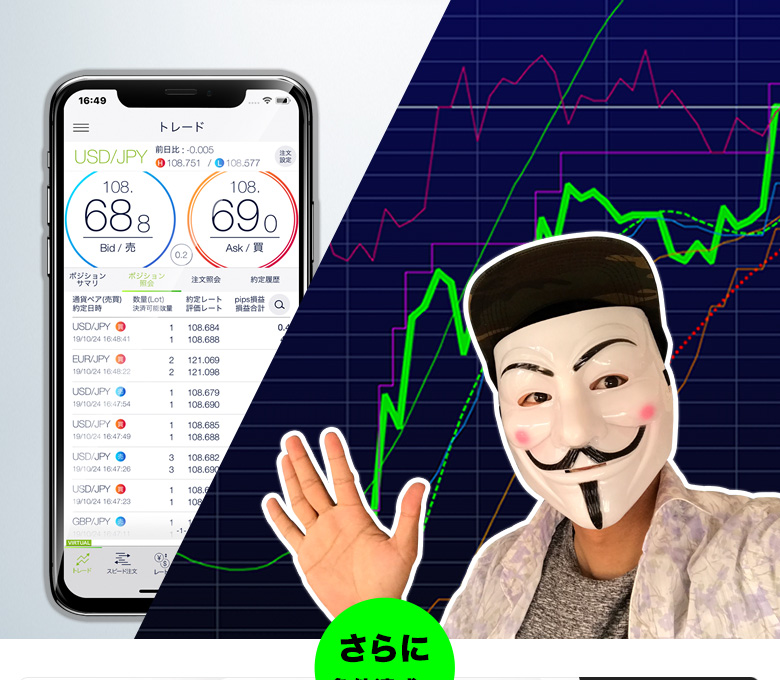 16:49
トレード
USD/JPY 前日比 : -0.005
H 108.751 / L 108.577
注文
設定
108.
68 8
Bid / 売
0.2
108.
69 0
Ask / 買
ポジション
サマリ
ポジション
照会
注文照会
約定履歴
通貨ペア(売買) 数量(Lot) 約定レート pips損益
約定日時 決済可能数量 評価レート 損益合計
USD/JPY 買 1 108.684 0.4
19/10/24 16:48:41 1 108.688
EUR/JPY 買 2 121.069
19/10/24 16:48:22 2 121.098
USD/JPY 売 1 108.679
19/10/24 16:47:54 1 108.690
USD/JPY 買 1 108.685
19/10/24 16:47:49 1 108.688
USD/JPY 売 3 108.682
19/10/24 16:47:26 3 108.690
USD/JPY 買 1 108.6
19/10/24 16:47:23 1 108
GBP/JPY 売 1
VIRTUAL
トレード
スピード注文
レー
さらに